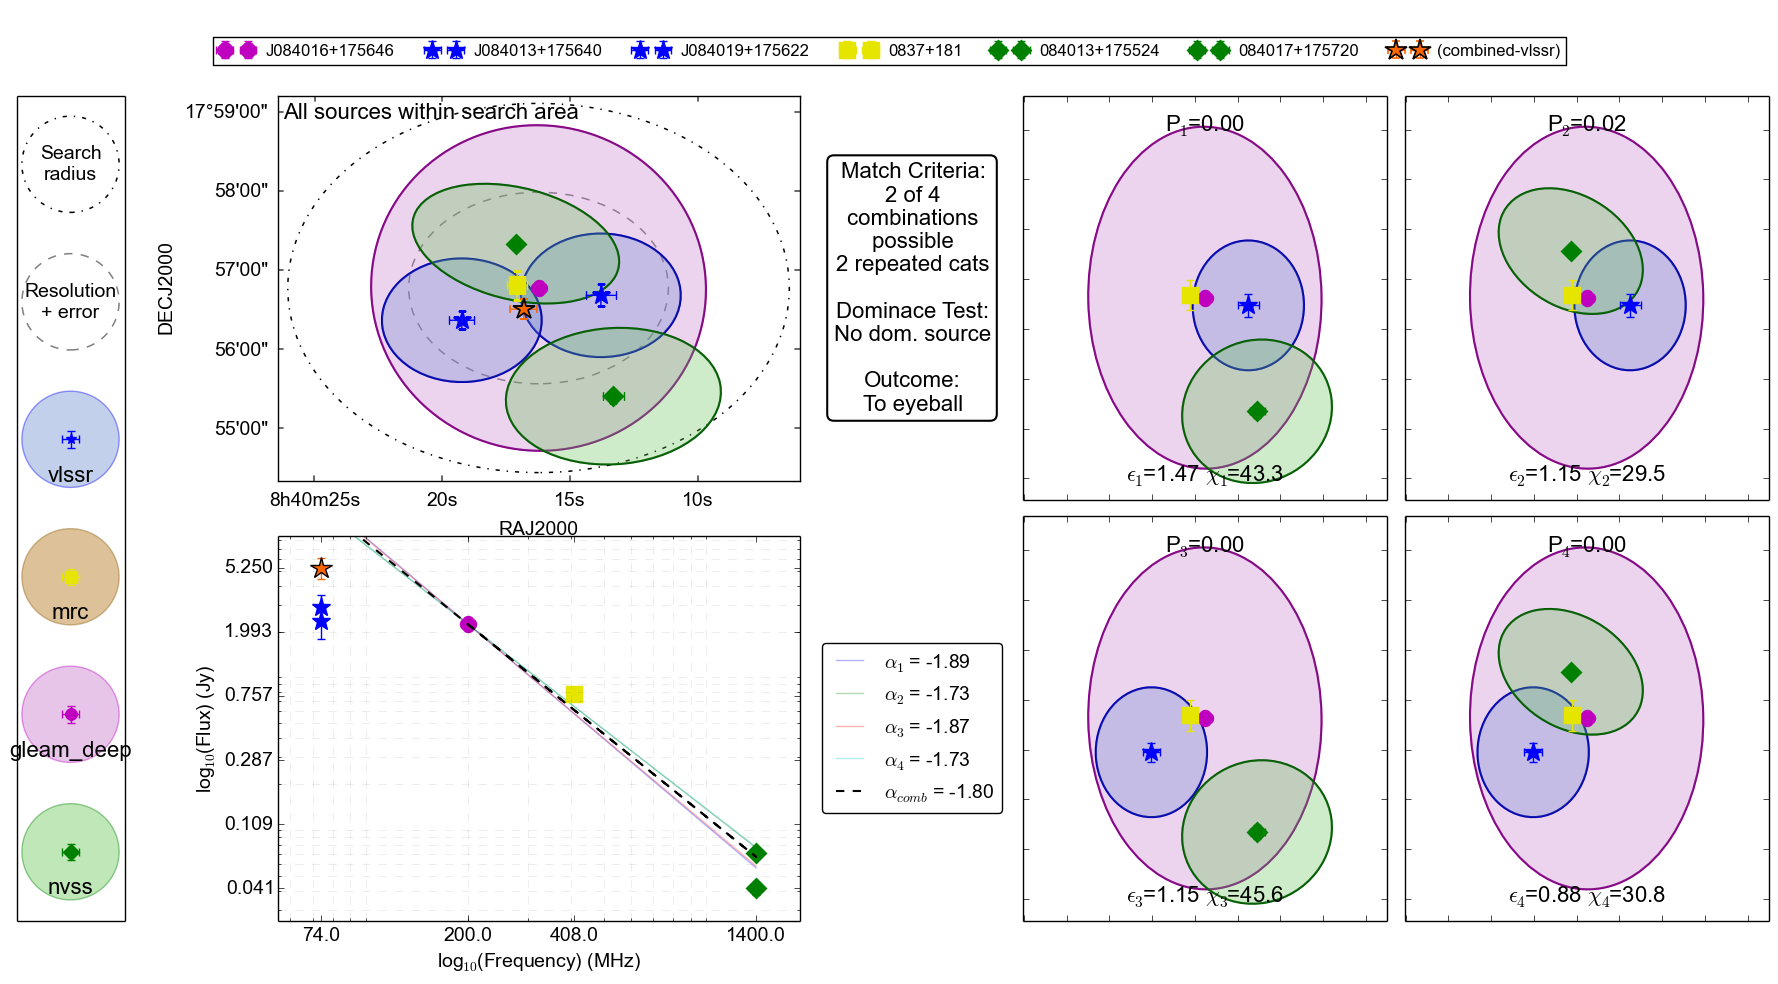 J084016+175646 J084013+175640 J084019+175622 0837+181 084013+175524 084017+175720 (combined-vlssr)
Search
radius
Resolution
+ error
vlssr
mrc
gleam_deep
nvss
All sources within search area
17°59'00"
58'00"
57'00"
56'00"
55'00"
DECJ2000
8h40m25s 20s 15s 10s
RAJ2000
Match Criteria:
2 of 4
combinations
possible
2 repeated cats
Dominace Test:
No dom. source
Outcome:
To eyeball
P1=0.00
ϵ1=1.47 χ1=43.3
P2=0.02
ϵ2=1.15 χ2=29.5
5.250
1.993
0.757
0.287
0.109
0.041
log10(Flux) (Jy)
74.0 200.0 408.0 1400.0
log10(Frequency) (MHz)
α1 = -1.89
α2 = -1.73
α3 = -1.87
α4 = -1.73
αcomb = -1.80
P3=0.00
ϵ3=1.15 χ3=45.6
P4=0.00
ϵ4=0.88 χ4=30.8